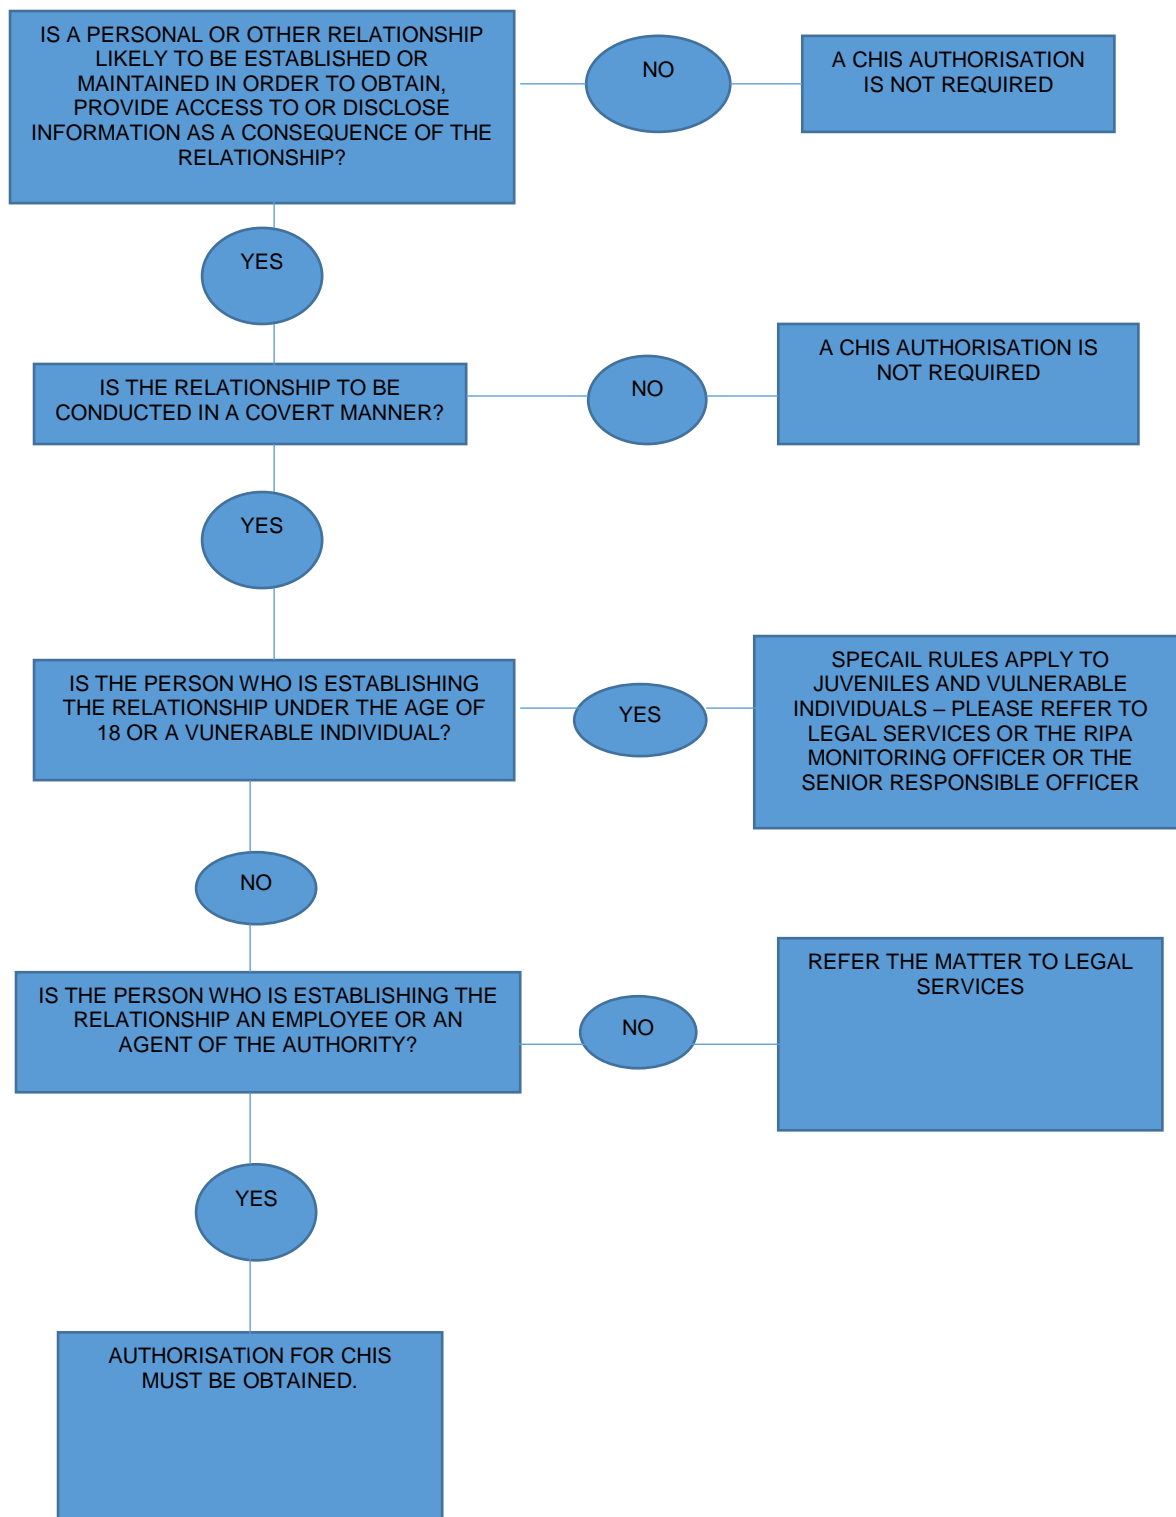 IS A PERSONAL OR OTHER RELATIONSHIP
LIKELY TO BE ESTABLISHED OR
MAINTAINED IN ORDER TO OBTAIN,
PROVIDE ACCESS TO OR DISCLOSE
INFORMATION AS A CONSEQUENCE OF THE
RELATIONSHIP?
NO
A CHIS AUTHORISATION
IS NOT REQUIRED
YES
IS THE RELATIONSHIP TO BE
CONDUCTED IN A COVERT MANNER?
NO
A CHIS AUTHORISATION IS
NOT REQUIRED
YES
IS THE PERSON WHO IS ESTABLISHING
THE RELATIONSHIP UNDER THE AGE OF
18 OR A VUNERABLE INDIVIDUAL?
YES
SPECAIL RULES APPLY TO
JUVENILES AND VULNERABLE
INDIVIDUALS – PLEASE REFER TO
LEGAL SERVICES OR THE RIPA
MONITORING OFFICER OR THE
SENIOR RESPONSIBLE OFFICER
NO
IS THE PERSON WHO IS ESTABLISHING THE
RELATIONSHIP AN EMPLOYEE OR AN
AGENT OF THE AUTHORITY?
NO
REFER THE MATTER TO LEGAL
SERVICES
YES
AUTHORISATION FOR CHIS
MUST BE OBTAINED.